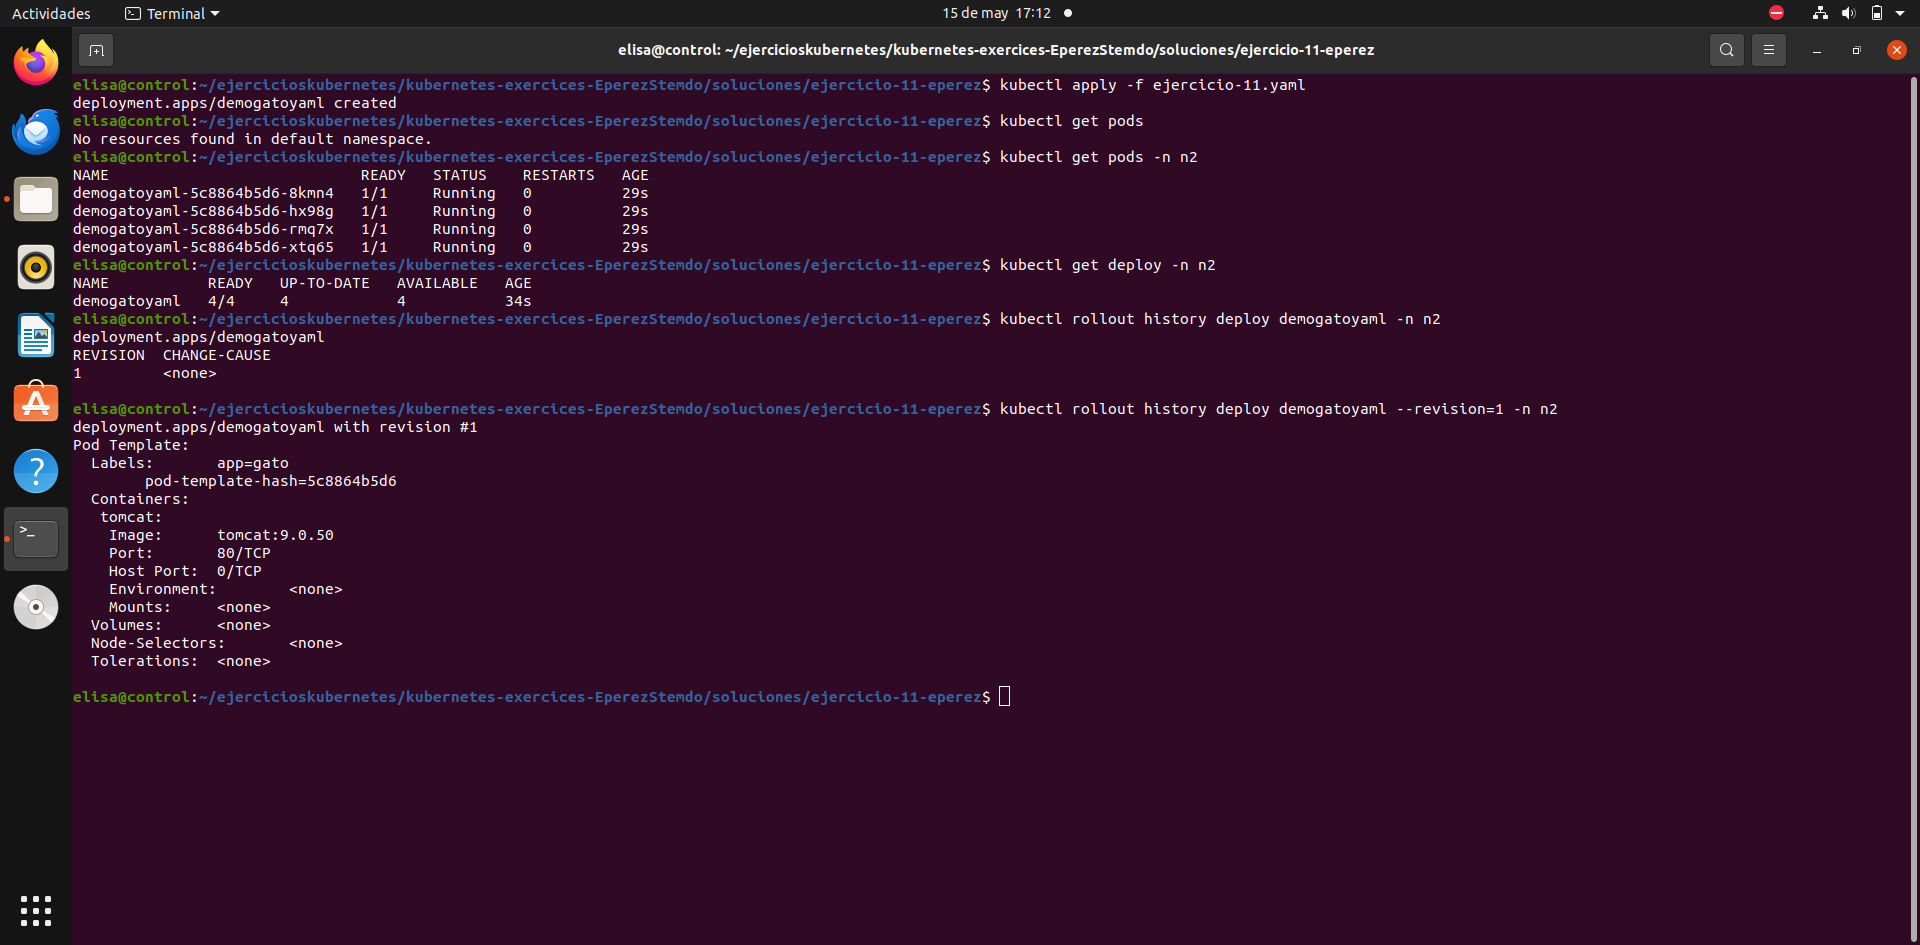 Actividades
Terminal
15 de may 17:12
elisa@control: ~/ejercicioskubernetes/kubernetes-exercices-EperezStemdo/soluciones/ejercicio-11-eperez
elisa@control:~/ejercicioskubernetes/kubernetes-exercices-EperezStemdo/soluciones/ejercicio-11-eperez$ kubectl apply -f ejercicio-11.yaml
deployment.apps/demogatoyaml created
elisa@control:~/ejercicioskubernetes/kubernetes-exercices-EperezStemdo/soluciones/ejercicio-11-eperez$ kubectl get pods
No resources found in default namespace.
elisa@control:~/ejercicioskubernetes/kubernetes-exercices-EperezStemdo/soluciones/ejercicio-11-eperez$ kubectl get pods -n n2
NAME                            READY   STATUS    RESTARTS   AGE
demogatoyaml-5c8864b5d6-8kmn4   1/1     Running   0          29s
demogatoyaml-5c8864b5d6-hx98g   1/1     Running   0          29s
demogatoyaml-5c8864b5d6-rmq7x   1/1     Running   0          29s
demogatoyaml-5c8864b5d6-xtq65   1/1     Running   0          29s
elisa@control:~/ejercicioskubernetes/kubernetes-exercices-EperezStemdo/soluciones/ejercicio-11-eperez$ kubectl get deploy -n n2
NAME           READY   UP-TO-DATE   AVAILABLE   AGE
demogatoyaml   4/4     4            4           34s
elisa@control:~/ejercicioskubernetes/kubernetes-exercices-EperezStemdo/soluciones/ejercicio-11-eperez$ kubectl rollout history deploy demogatoyaml -n n2
deployment.apps/demogatoyaml
REVISION  CHANGE-CAUSE
1         <none>
elisa@control:~/ejercicioskubernetes/kubernetes-exercices-EperezStemdo/soluciones/ejercicio-11-eperez$ kubectl rollout history deploy demogatoyaml --revision=1 -n n2
deployment.apps/demogatoyaml with revision #1
Pod Template:
  Labels:       app=gato
        pod-template-hash=5c8864b5d6
  Containers:
   tomcat:
    Image:      tomcat:9.0.50
    Port:       80/TCP
    Host Port:  0/TCP
    Environment:        <none>
    Mounts:     <none>
  Volumes:      <none>
  Node-Selectors:       <none>
  Tolerations:  <none>
elisa@control:~/ejercicioskubernetes/kubernetes-exercices-EperezStemdo/soluciones/ejercicio-11-eperez$